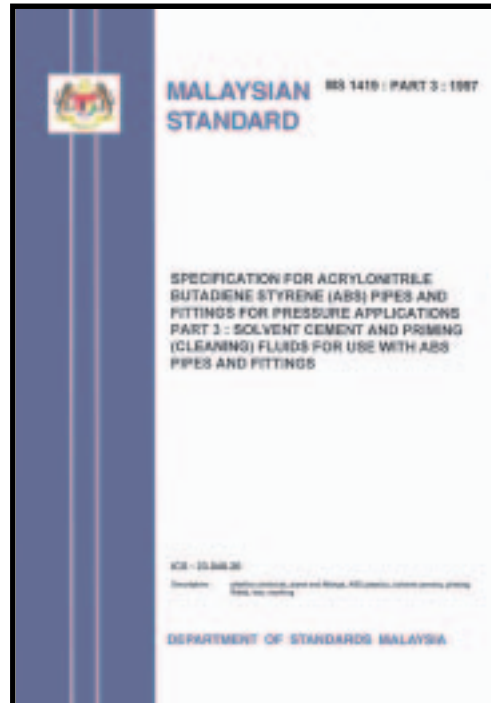 MALAYSIAN
STANDARD
MS 1419 : PART 3 : 1997
SPECIFICATION FOR ACRYLONITRILE
BUTADIENE STYRENE (ABS) PIPES AND
FITTINGS FOR PRESSURE APPLICATIONS
PART 3 : SOLVENT CEMENT AND PRIMING
(CLEANING) FLUIDS FOR USE WITH ABS
PIPES AND FITTINGS
DEPARTMENT OF STANDARDS MALAYSIA